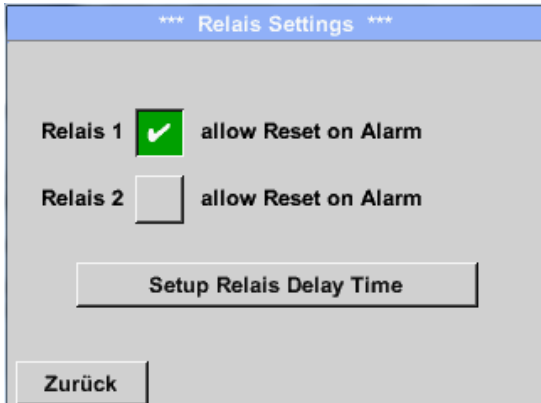 *** Relais Settings ***
Relais 1 ✔ allow Reset on Alarm
Relais 2 allow Reset on Alarm
Setup Relais Delay Time
Zurück